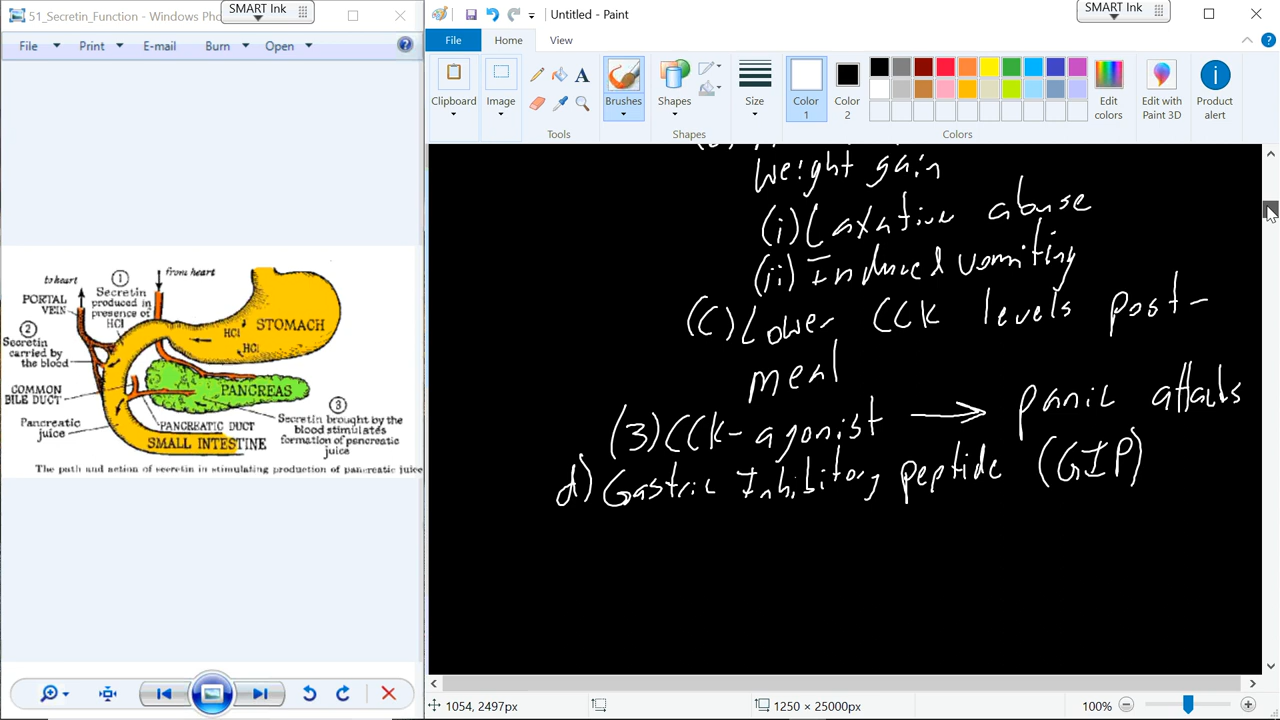 51_Secretin_Function - Windows Pho
SMART Ink
File Print E-mail Burn Open
to heart
from heart
PORTAL VEIN
1
Secretin produced in presence of HCl
2
Secretin carried by the blood
HCl
HCl
STOMACH
COMMON BILE DUCT
Pancreatic juice
PANCREAS
PANCREATIC DUCT
3
Secretin brought by the blood stimulates formation of pancreatic juice
SMALL INTESTINE
The path and action of secretin in stimulating production of pancreatic juice
Untitled - Paint
SMART Ink
File Home View
Clipboard
Image
Tools
Brushes
Shapes
Shapes
Size
Color 1
Color 2
Edit colors
Colors
Edit with Paint 3D
Product alert
weight gain
(i) Laxative abuse
(ii) Induced vomiting
(C) Lower CCK levels post-
meal
(3) CCK-agonist → panic attacks
d) Gastric Inhibitory peptide (GIP)
1054, 2497px
1250 × 25000px
100%